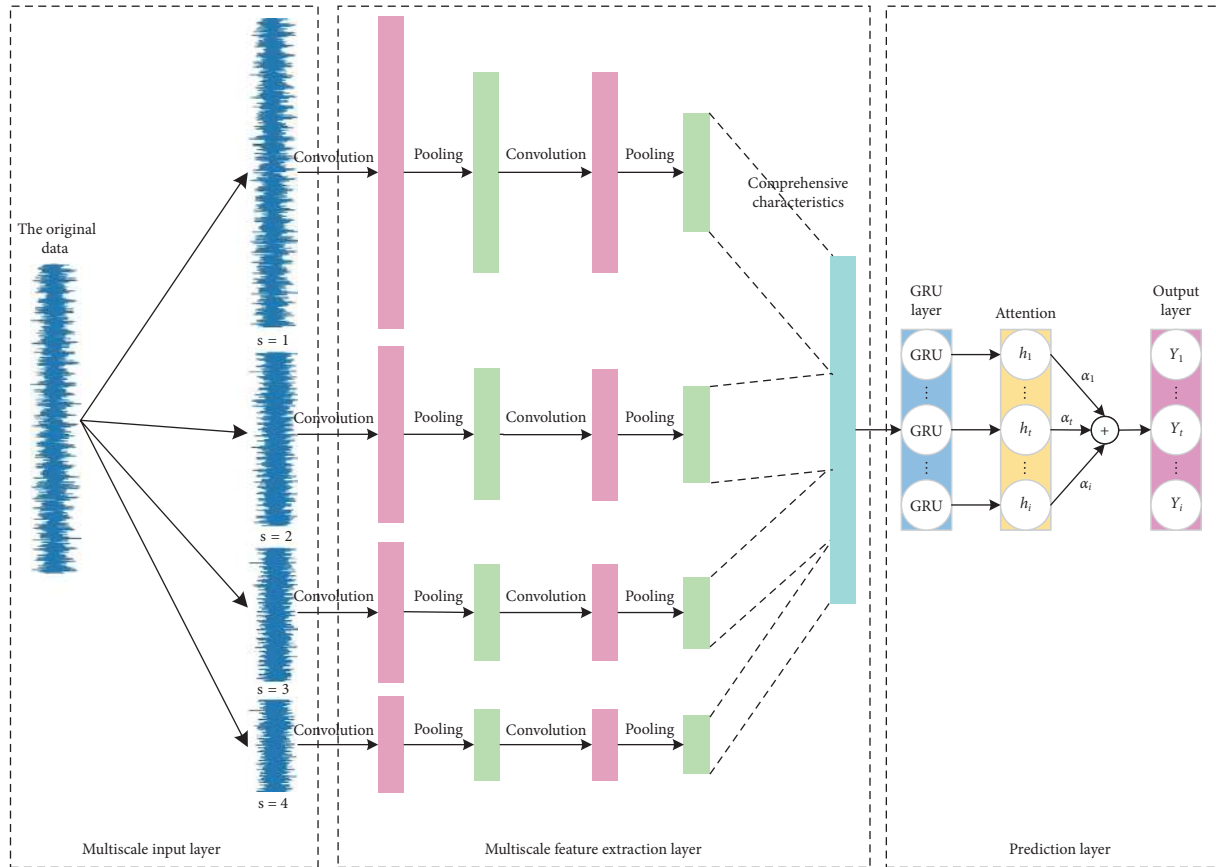 The original
data
s = 1
s = 2
s = 3
s = 4
Multiscale input layer
Convolution
Pooling
Convolution
Pooling
Convolution
Pooling
Convolution
Pooling
Convolution
Pooling
Convolution
Pooling
Convolution
Pooling
Convolution
Pooling
Comprehensive
characteristics
Multiscale feature extraction layer
GRU
layer
Attention
Output
layer
GRU
h₁
α₁
Y₁
⋮
⋮
⋮
GRU
hₜ
αₜ
+
Yₜ
⋮
⋮
⋮
GRU
hᵢ
αᵢ
Yᵢ
Prediction layer